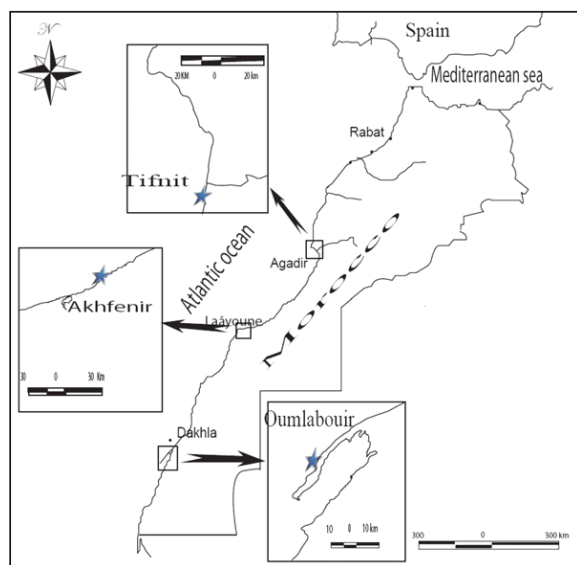 N
Spain
20 KM 0 20 km
Mediterranean sea
Rabat
Tifnit
Agadir
Atlantic ocean
Morocco
Akhfenir
Laâyoune
30 0 30 Km
Oumlabouir
Dakhla
10 0 10 km
300 0 300 km